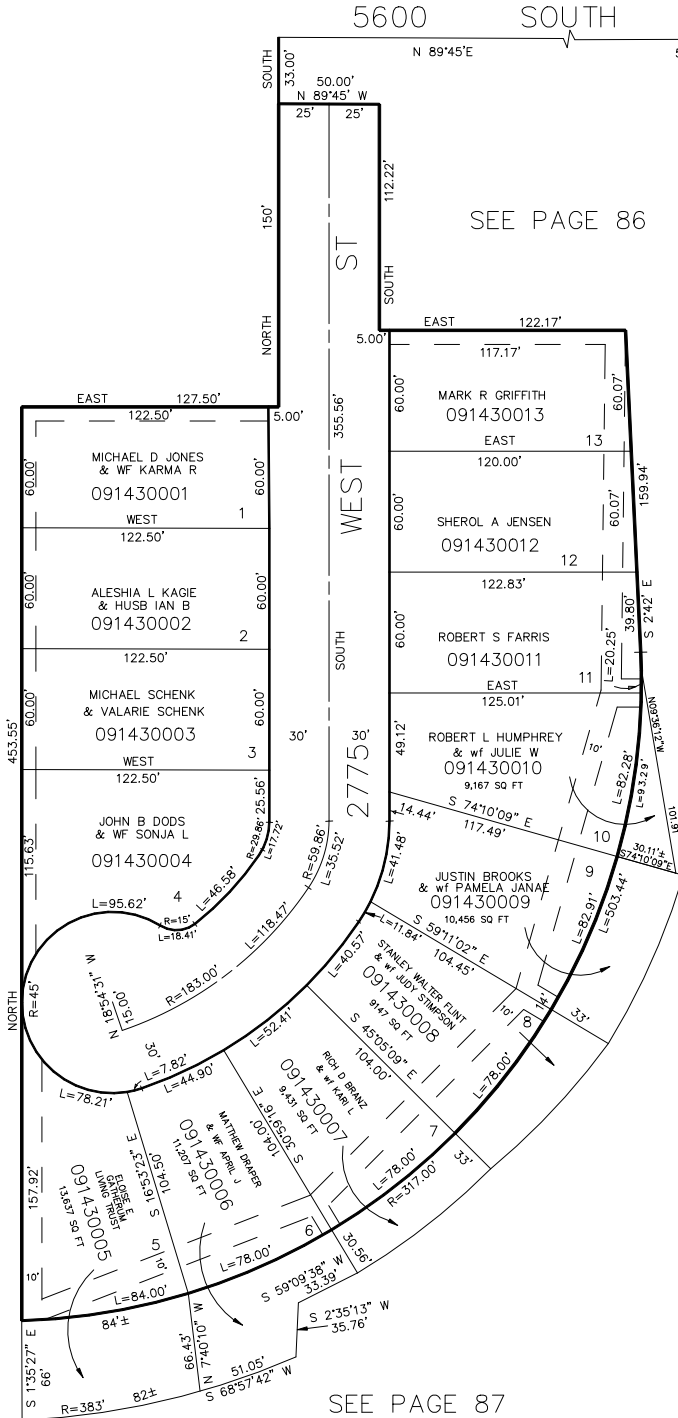 5600 SOUTH
N 89°45'E
5
SOUTH
33.00'
50.00'
N 89°45' W
25' 25'
112.22'
SEE PAGE 86
150'
ST
SOUTH
NORTH
EAST 122.17'
5.00'
117.17'
EAST 127.50'
122.50'
5.00'
355.56'
60.00'
MARK R GRIFFITH
091430013
60.07'
EAST
13
120.00'
MICHAEL D JONES
& WF KARMA R
091430001
60.00'
60.00'
WEST
1
122.50'
WEST
60.00'
SHEROL A JENSEN
091430012
60.07'
159.94'
12
122.83'
ALESHIA L KAGIE
& HUSB IAN B
091430002
60.00'
60.00'
2
122.50'
SOUTH
60.00'
ROBERT S FARRIS
091430011
39.80'
S 2°42' E
L=20.25'
EAST
11
125.01'
MICHAEL SCHENK
& VALARIE SCHENK
091430003
60.00'
60.00'
453.55'
WEST
3
122.50'
30' 30'
2775
49.12'
ROBERT L HUMPHREY
& wf JULIE W
091430010
9,167 SQ FT
10'
N09°36'12"W
L=82.28'
L=93.29'
101.91
JOHN B DODS
& WF SONJA L
091430004
115.63'
25.56'
R=29.86'
L=17.72'
4
L=46.58'
R=15'
L=18.41'
L=95.62'
R=59.86'
L=35.52'
14.44'
S 74°10'09" E
117.49'
10
30.11'±
S74°10'09"E
L=41.48'
9
JUSTIN BROOKS
& wf PAMELA JANAE
091430009
10,456 SQ FT
L=82.91'
L=503.44'
L=118.47'
R=183.00'
N 18°54'31" W
15.00'
30'
NORTH
R=45'
L=78.21'
L=7.82'
L=44.90'
L=52.41'
L=40.57'
L=11.84'
S 59°11'02" E
104.45'
STANLEY WALTER FLINT
& wf JUDY STIMPSON
091430008
9147 SQ FT
10'
14'
33'
8
L=78.00'
S 45°05'09" E
104.00'
RICH D BRANZ
& wf KARI L
091430007
9,431 SQ FT
7
33'
L=78.00'
R=317.00'
S 30°59'16" E
104.00'
MATTHEW DRAPER
& WF APRIL J
091430006
11,207 SQ FT
6
30.56'
L=78.00'
S 16°53'23" E
104.50'
ELOISE E
GATHERUM
LIVING TRUST
091430005
13,637 SQ FT
5
10'
157.92'
10'
L=84.00'
84'±
S 59°09'38" W
33.39'
S 2°35'13" W
35.76'
N 7°40'10" W
66.43'
51.05'
S 68°57'42" W
S 1°35'27" E
66'
R=383' 82±
SEE PAGE 87